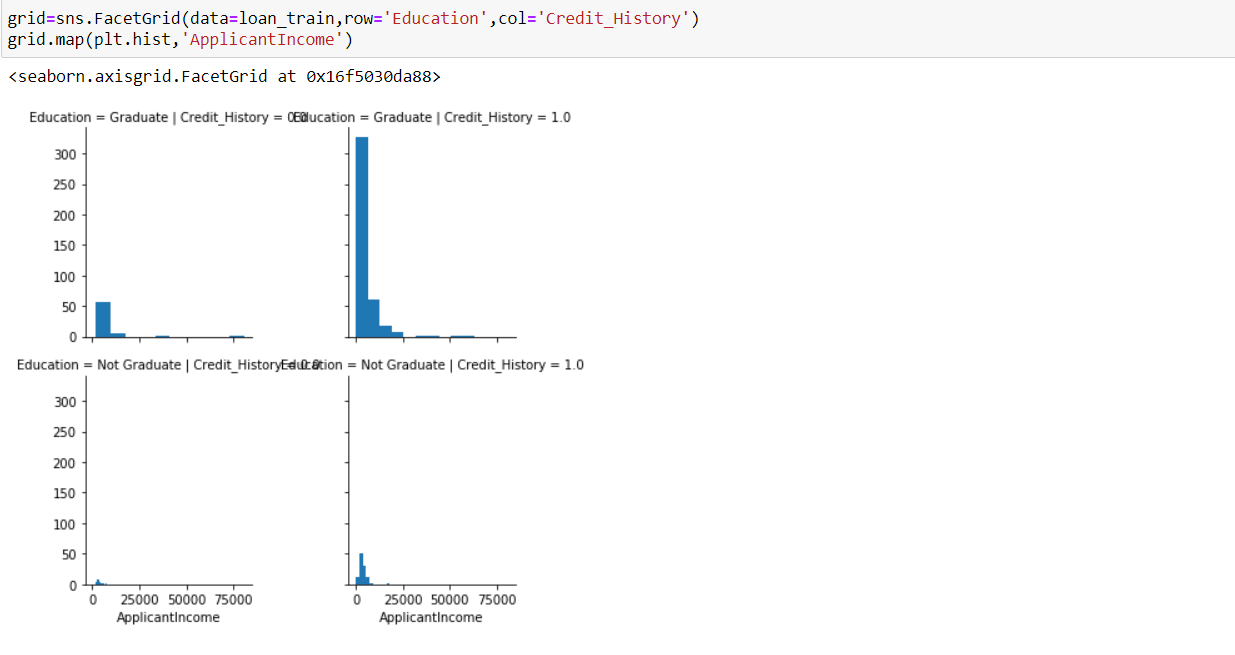 grid=sns.FacetGrid(data=loan_train,row='Education',col='Credit_History')
grid.map(plt.hist,'ApplicantIncome')
<seaborn.axisgrid.FacetGrid at 0x16f5030da88>
Education = Graduate | Credit_History = 0.0
Education = Graduate | Credit_History = 1.0
300
250
200
150
100
50
0
Education = Not Graduate | Credit_History = 0.0
Education = Not Graduate | Credit_History = 1.0
300
250
200
150
100
50
0
0 25000 50000 75000
ApplicantIncome
0 25000 50000 75000
ApplicantIncome